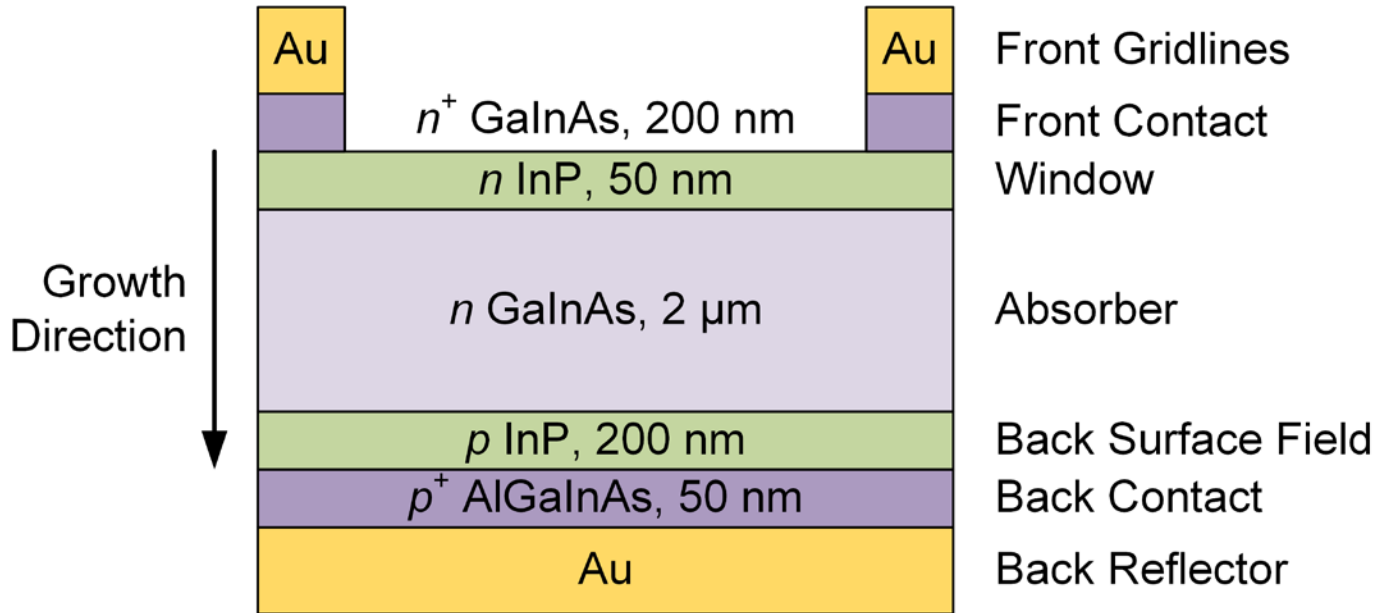 Au Au Front Gridlines
n⁺ GaInAs, 200 nm Front Contact
n InP, 50 nm Window
Growth
Direction
n GaInAs, 2 µm Absorber
p InP, 200 nm Back Surface Field
p⁺ AlGaInAs, 50 nm Back Contact
Au Back Reflector